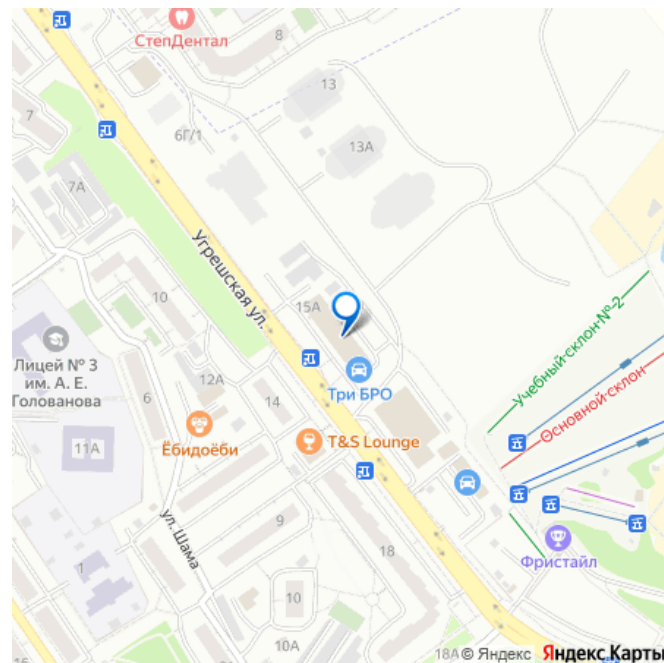 СтепДентал
8
13
7
6Г/1
13А
7А
Угрешская ул.
10
15А
Учебный склон № 2
Лицей № 3
им. А. Е.
Голованова
6
12А
14
Три БРО
Основной склон
11А
Ёбидоёби
T&S Lounge
ул. Шама
9
18
Фристайл
1
10
10А
18А
© Яндекс Яндекс Карты